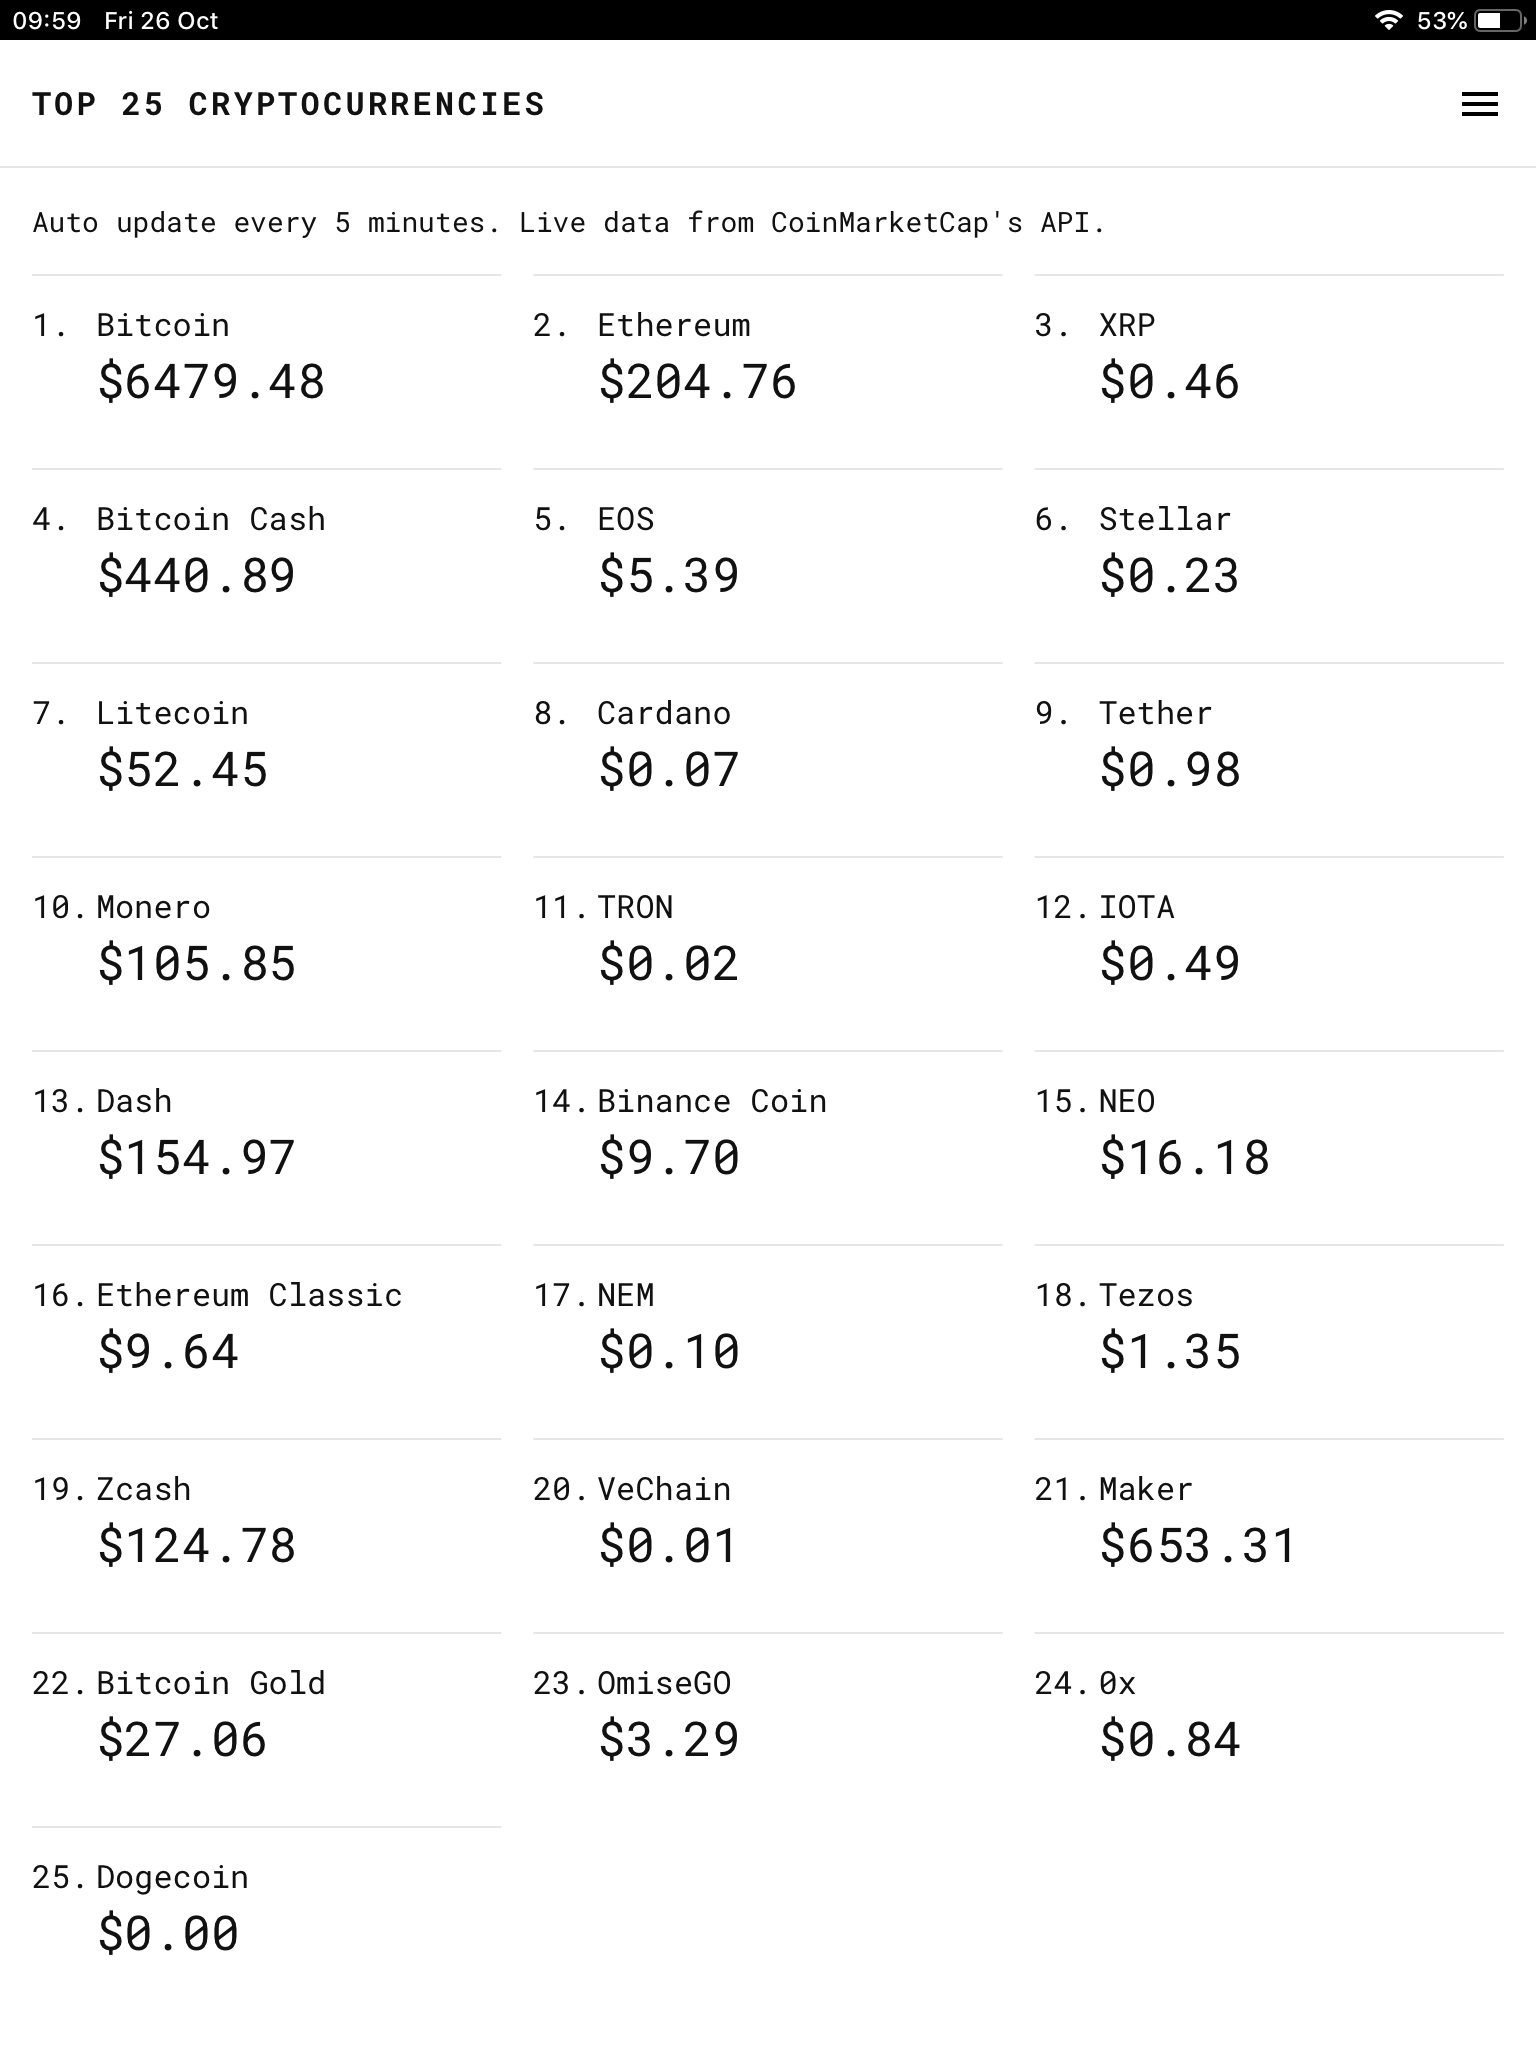 09:59 Fri 26 Oct 53%
TOP 25 CRYPTOCURRENCIES
Auto update every 5 minutes. Live data from CoinMarketCap's API.
1. Bitcoin
$6479.48
2. Ethereum
$204.76
3. XRP
$0.46
4. Bitcoin Cash
$440.89
5. EOS
$5.39
6. Stellar
$0.23
7. Litecoin
$52.45
8. Cardano
$0.07
9. Tether
$0.98
10. Monero
$105.85
11. TRON
$0.02
12. IOTA
$0.49
13. Dash
$154.97
14. Binance Coin
$9.70
15. NEO
$16.18
16. Ethereum Classic
$9.64
17. NEM
$0.10
18. Tezos
$1.35
19. Zcash
$124.78
20. VeChain
$0.01
21. Maker
$653.31
22. Bitcoin Gold
$27.06
23. OmiseGO
$3.29
24. 0x
$0.84
25. Dogecoin
$0.00